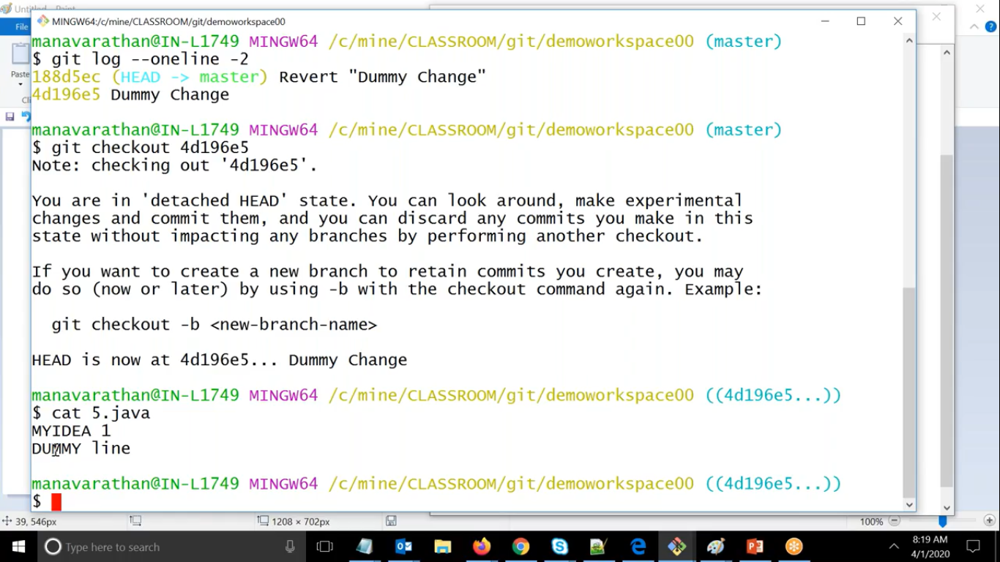 Untitled - Paint
MINGW64:/c/mine/CLASSROOM/git/demoworkspace00
File
Paste
manavarathan@IN-L1749 MINGW64 /c/mine/CLASSROOM/git/demoworkspace00 (master)
$ git log --oneline -2
188d5ec (HEAD -> master) Revert "Dummy Change"
4d196e5 Dummy Change
manavarathan@IN-L1749 MINGW64 /c/mine/CLASSROOM/git/demoworkspace00 (master)
$ git checkout 4d196e5
Note: checking out '4d196e5'.
You are in 'detached HEAD' state. You can look around, make experimental
changes and commit them, and you can discard any commits you make in this
state without impacting any branches by performing another checkout.
If you want to create a new branch to retain commits you create, you may
do so (now or later) by using -b with the checkout command again. Example:
git checkout -b <new-branch-name>
HEAD is now at 4d196e5... Dummy Change
manavarathan@IN-L1749 MINGW64 /c/mine/CLASSROOM/git/demoworkspace00 ((4d196e5...))
$ cat 5.java
MYIDEA 1
DUMMY line
manavarathan@IN-L1749 MINGW64 /c/mine/CLASSROOM/git/demoworkspace00 ((4d196e5...))
$
39, 546px 1208 × 702px 100%
Type here to search
8:19 AM
4/1/2020